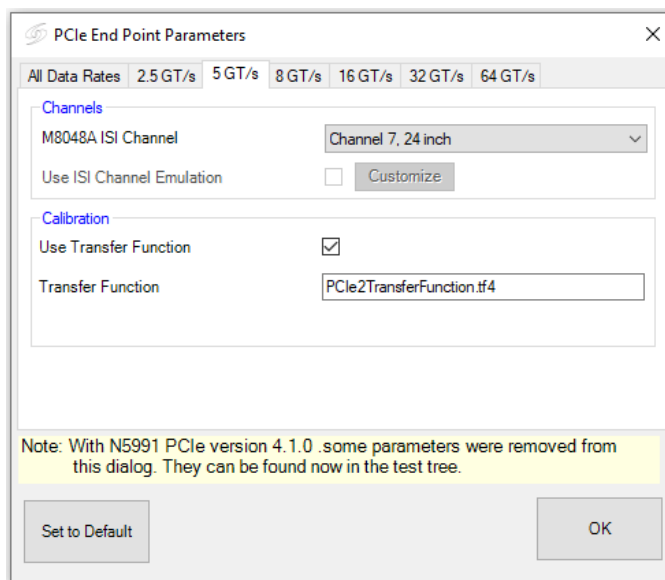 PCIe End Point Parameters
All Data Rates 2.5 GT/s 5 GT/s 8 GT/s 16 GT/s 32 GT/s 64 GT/s
Channels
M8048A ISI Channel Channel 7, 24 inch
Use ISI Channel Emulation Customize
Calibration
Use Transfer Function
Transfer Function PCIe2TransferFunction.tf4
Note: With N5991 PCIe version 4.1.0 .some parameters were removed from
this dialog. They can be found now in the test tree.
Set to Default OK